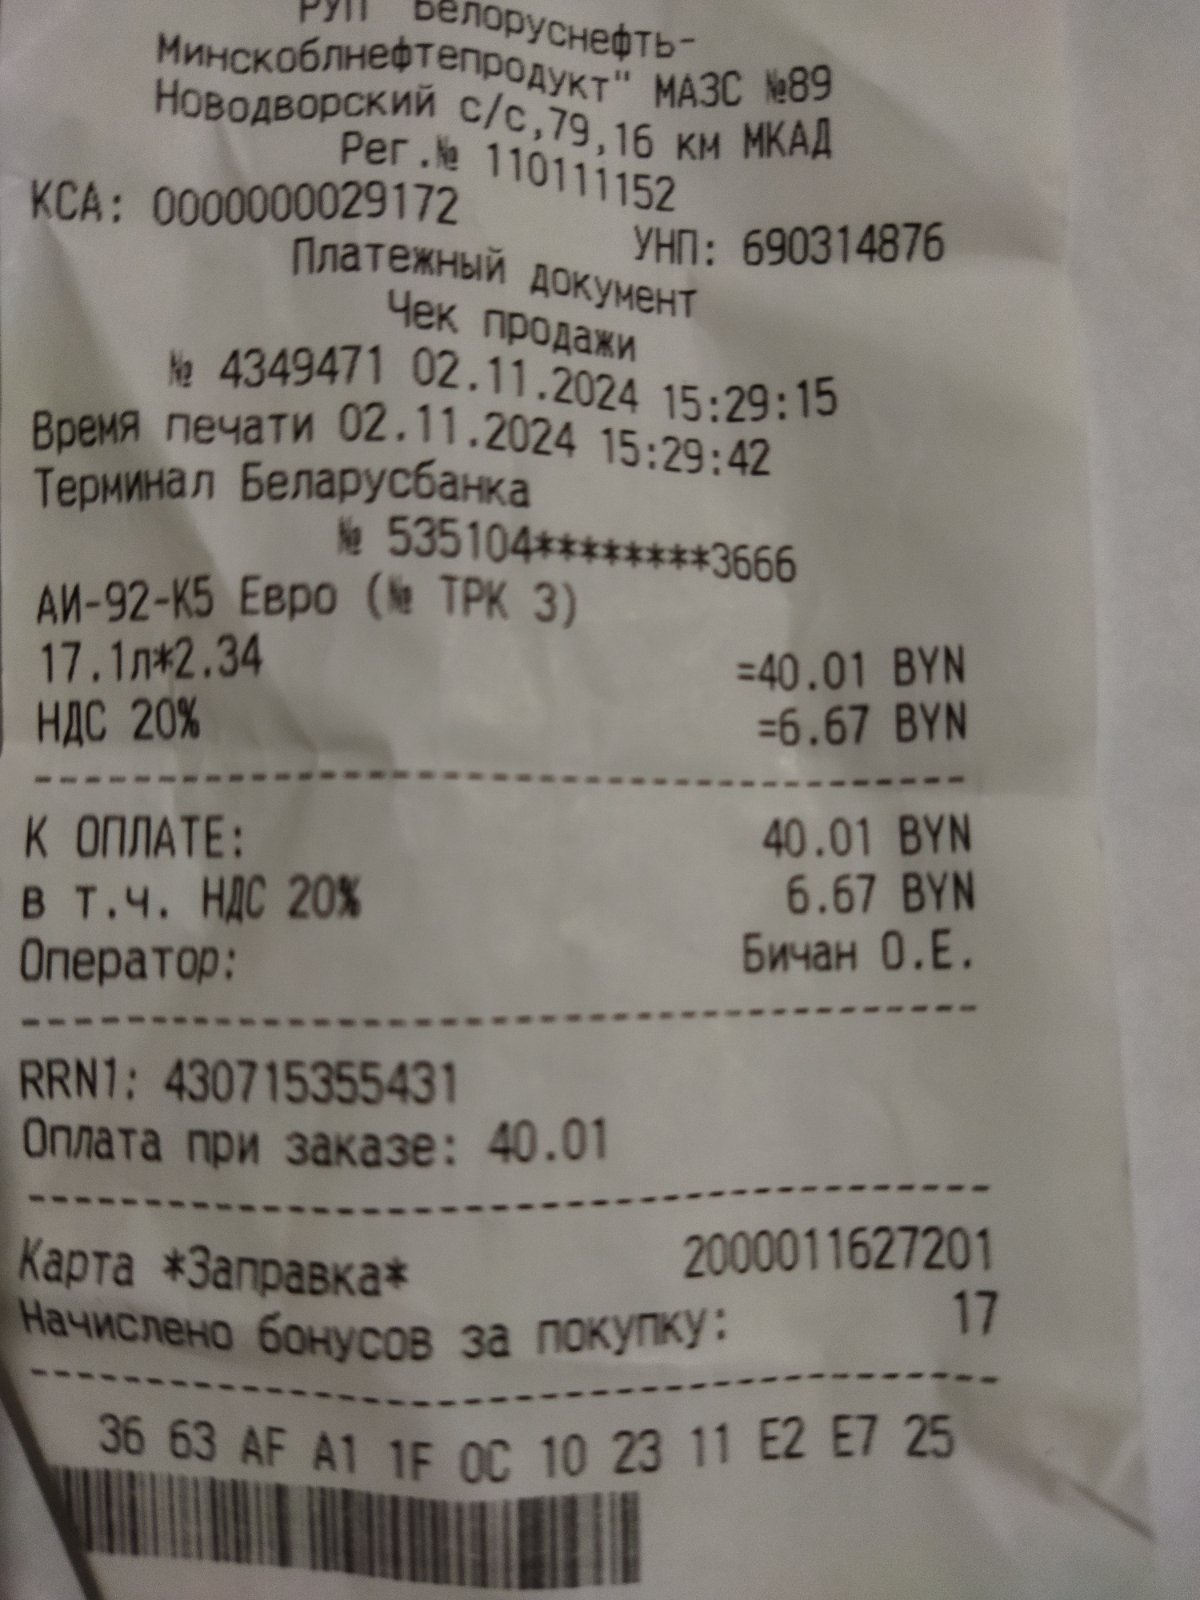 РУП "Белоруснефть-
Минскоблнефтепродукт" МАЗС №89
Новодворский с/с,79,16 км МКАД
Рег.№ 110111152
КСА: 0000000029172
УНП: 690314876
Платежный документ
Чек продажи
№ 4349471 02.11.2024 15:29:15
Время печати 02.11.2024 15:29:42
Терминал Беларусбанка
№ 535104********3666
АИ-92-К5 Евро (№ ТРК 3)
17.1л*2.34 =40.01 BYN
НДС 20% =6.67 BYN
К ОПЛАТЕ: 40.01 BYN
в т.ч. НДС 20% 6.67 BYN
Оператор: Бичан О.Е.
RRN1: 430715355431
Оплата при заказе: 40.01
Карта *Заправка* 2000011627201
Начислено бонусов за покупку: 17
36 63 AF A1 1F 0C 10 23 11 E2 E7 25